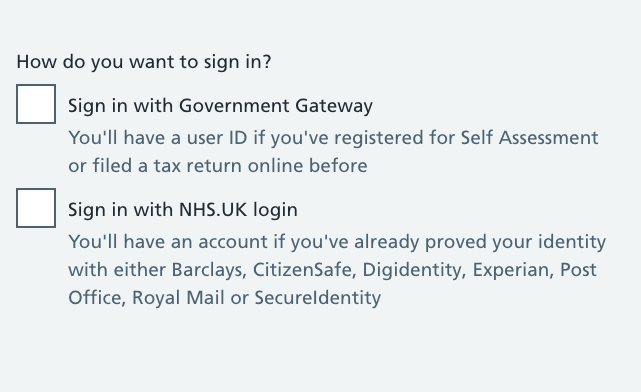 How do you want to sign in?
Sign in with Government Gateway
You'll have a user ID if you've registered for Self Assessment
or filed a tax return online before
Sign in with NHS.UK login
You'll have an account if you've already proved your identity
with either Barclays, CitizenSafe, Digidentity, Experian, Post
Office, Royal Mail or SecureIdentity